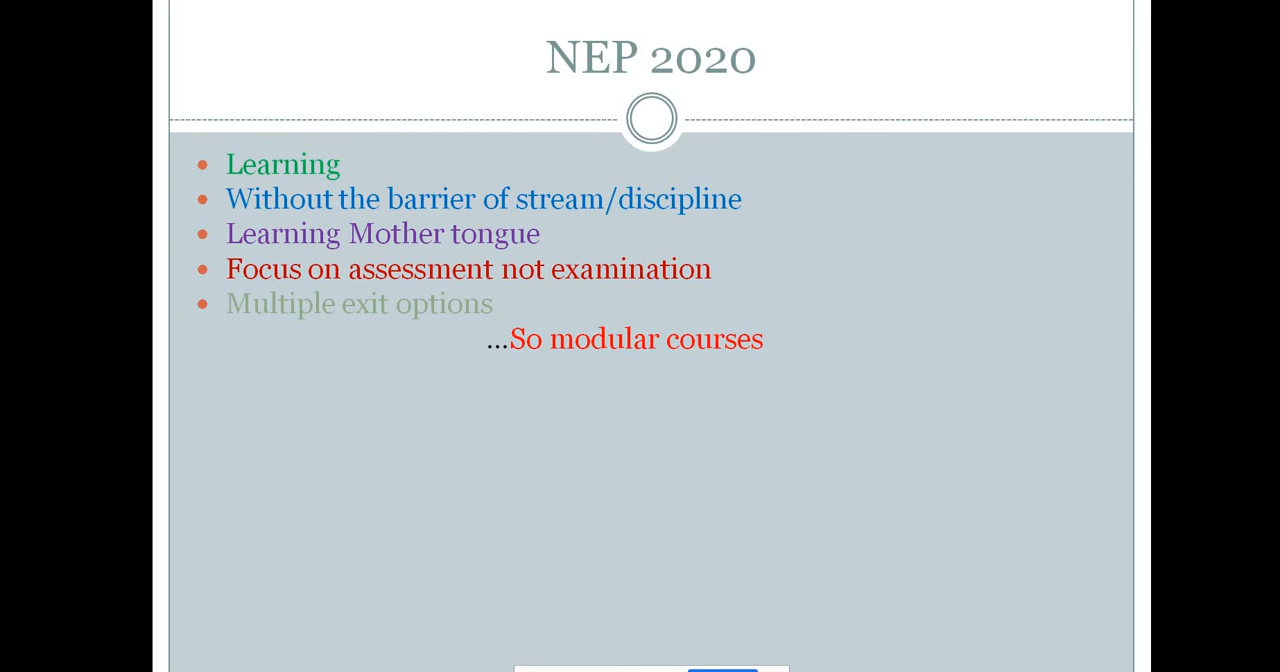 NEP 2020
Learning
Without the barrier of stream/discipline
Learning Mother tongue
Focus on assessment not examination
Multiple exit options
...So modular courses